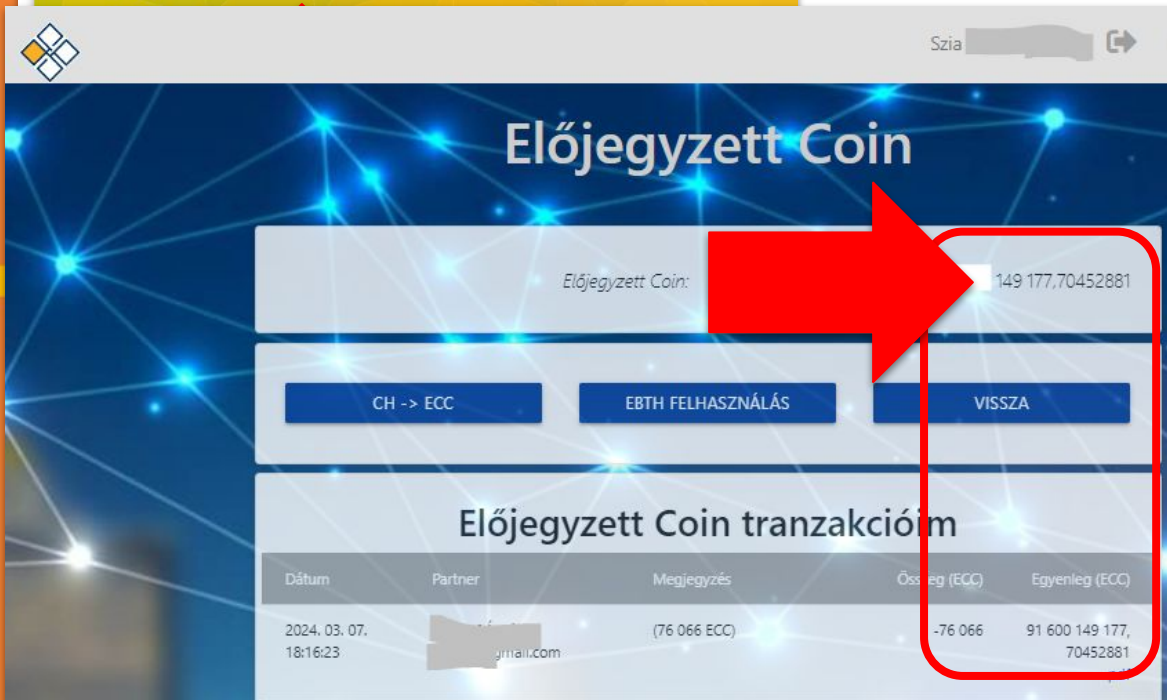 Szia
Előjegyzett Coin
Előjegyzett Coin: 149 177,70452881
CH -> ECC
EBTH FELHASZNÁLÁS
VISSZA
Előjegyzett Coin tranzakcióim
Dátum Partner Megjegyzés Összeg (ECC) Egyenleg (ECC)
2024. 03. 07. (76 066 ECC) -76 066 91 600 149 177,
18:16:23 gmail.com 70452881